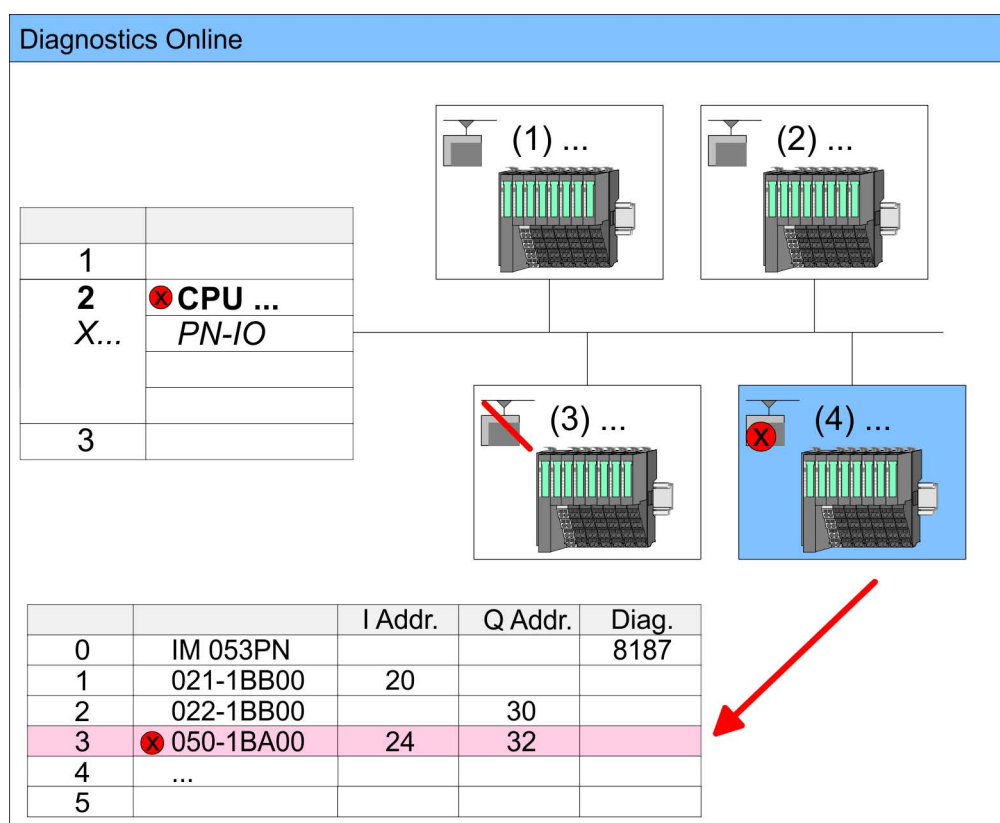 Diagnostics Online
(1) ...
(2) ...
1
2 X CPU ...
X... PN-IO
3
(3) ...
X (4) ...
I Addr. Q Addr. Diag.
0 IM 053PN 8187
1 021-1BB00 20
2 022-1BB00 30
3 X 050-1BA00 24 32
4 ...
5